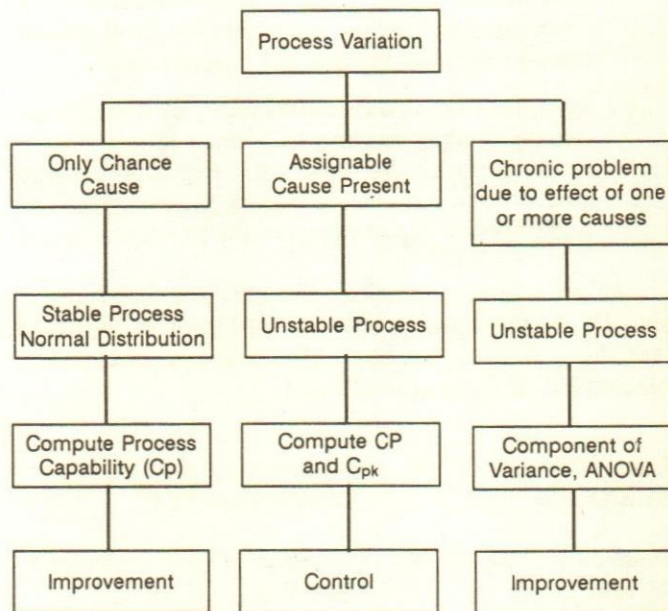 Process Variation
Only Chance
Cause
Assignable
Cause Present
Chronic problem
due to effect of one
or more causes
Stable Process
Normal Distribution
Unstable Process
Unstable Process
Compute Process
Capability (Cp)
Compute CP
and Cpk
Component of
Variance, ANOVA
Improvement
Control
Improvement